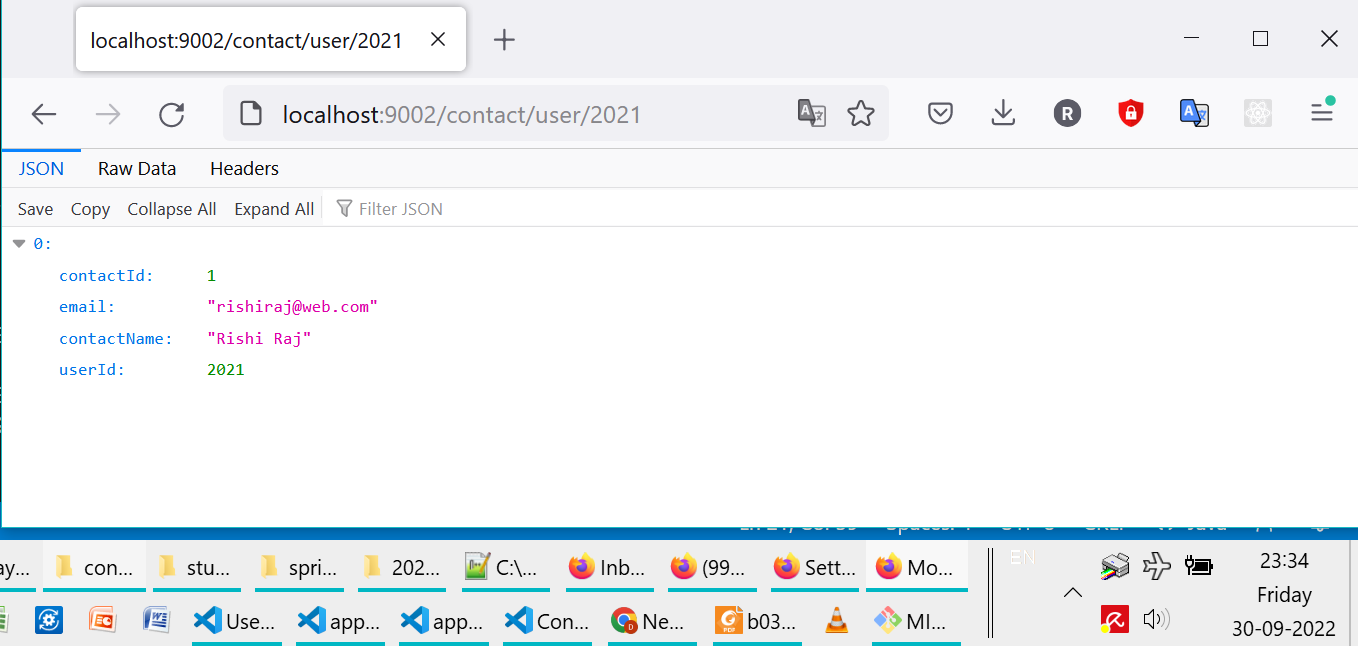 localhost:9002/contact/user/2021
localhost:9002/contact/user/2021
R
JSON Raw Data Headers
Save Copy Collapse All Expand All Filter JSON
0:
contactId: 1
email: "rishiraj@web.com"
contactName: "Rishi Raj"
userId: 2021
ay... con... stu... spri... 202... C:\... Inb... (99... Sett... Mo... EN 23:34
Friday
Use... app... app... Con... Ne... b03... MI... 30-09-2022